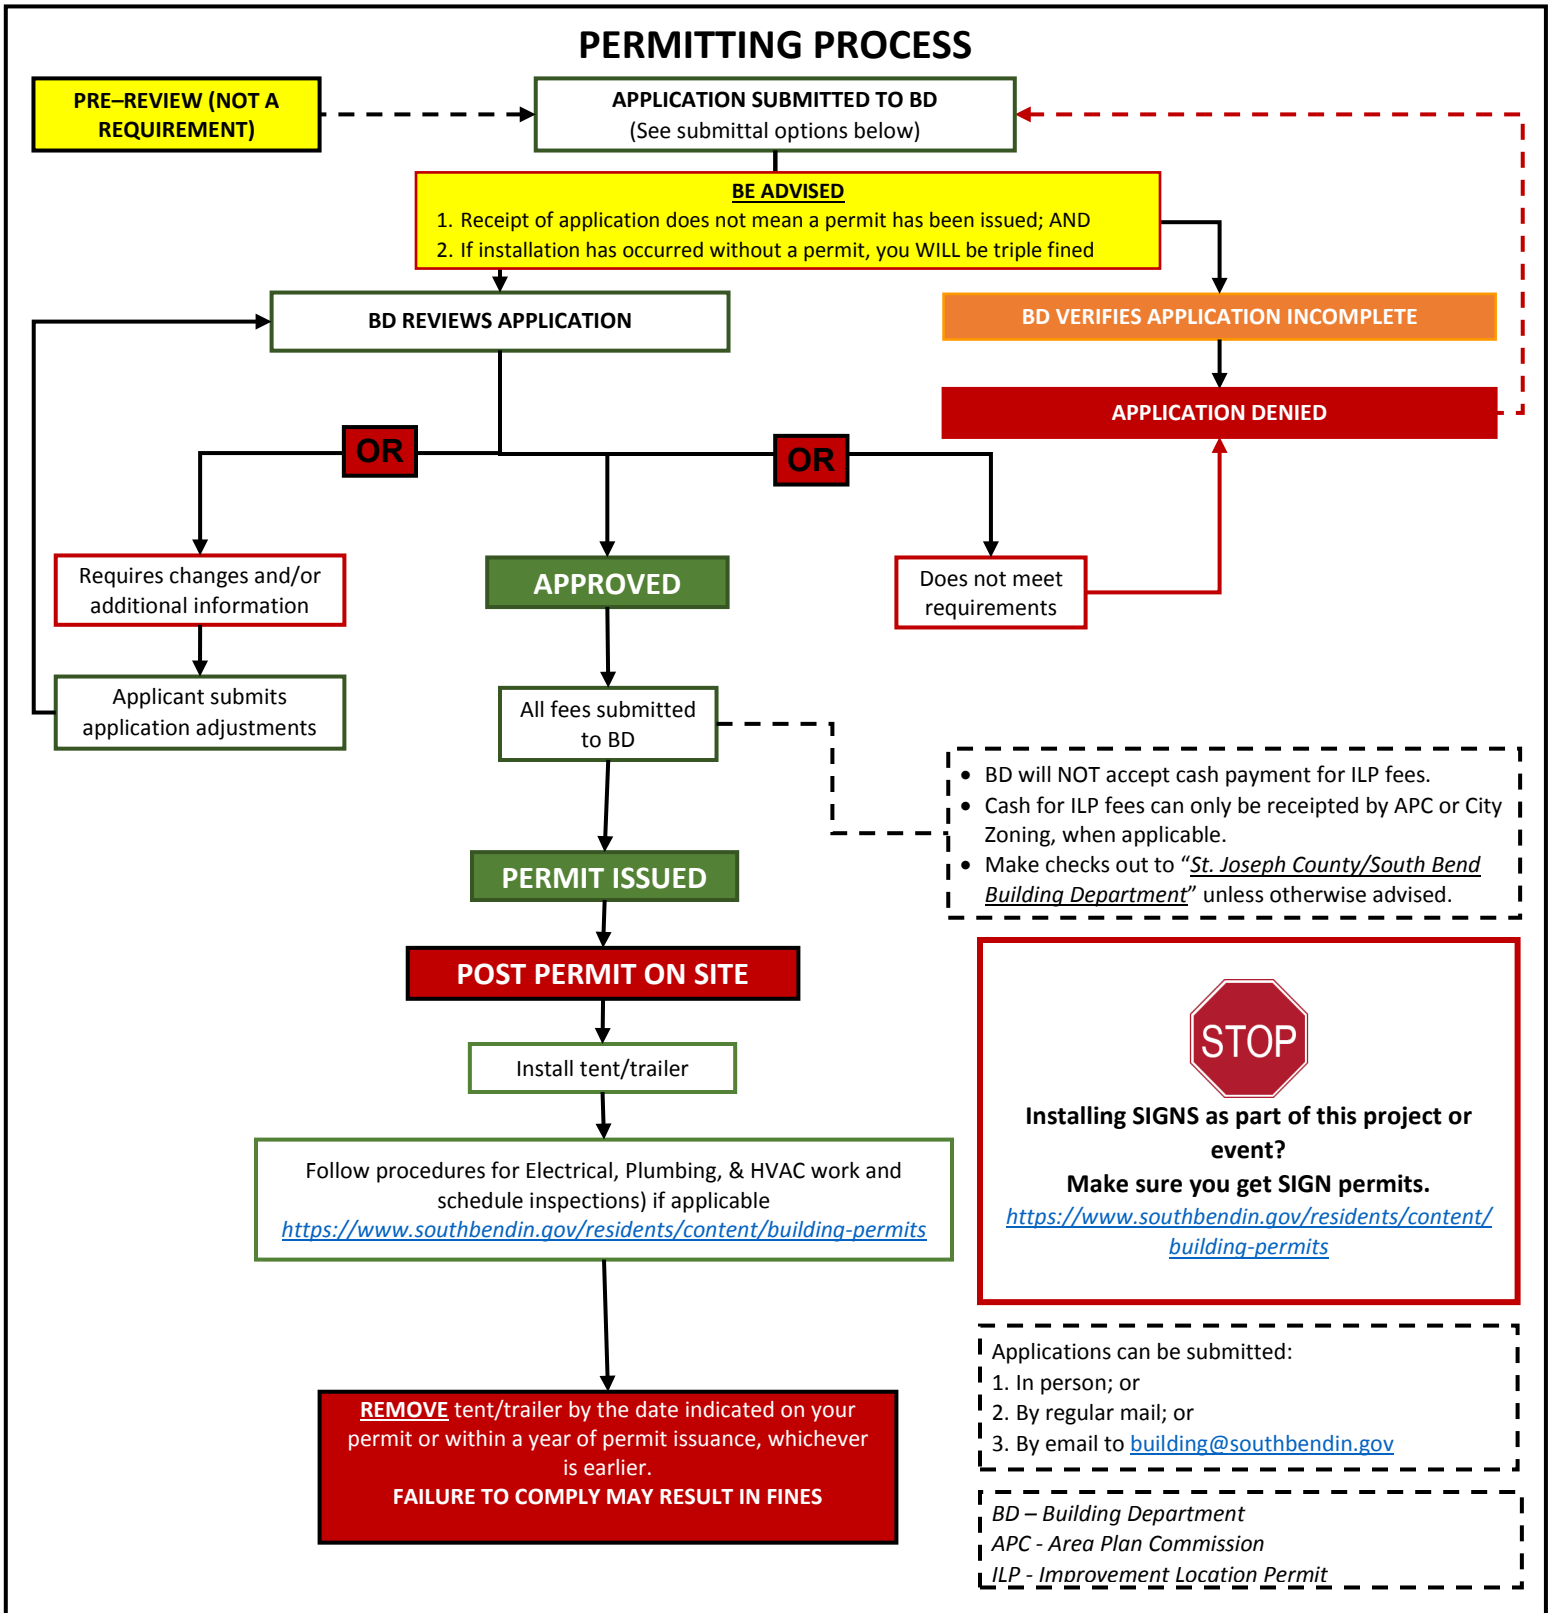 PERMITTING PROCESS
PRE–REVIEW (NOT A
REQUIREMENT)
APPLICATION SUBMITTED TO BD
(See submittal options below)
BE ADVISED
1. Receipt of application does not mean a permit has been issued; AND
2. If installation has occurred without a permit, you WILL be triple fined
BD REVIEWS APPLICATION
BD VERIFIES APPLICATION INCOMPLETE
APPLICATION DENIED
OR
OR
Requires changes and/or
additional information
APPROVED
Does not meet
requirements
Applicant submits
application adjustments
All fees submitted
to BD
• BD will NOT accept cash payment for ILP fees.
• Cash for ILP fees can only be receipted by APC or City
Zoning, when applicable.
• Make checks out to “St. Joseph County/South Bend
Building Department” unless otherwise advised.
PERMIT ISSUED
POST PERMIT ON SITE
Install tent/trailer
STOP
Installing SIGNS as part of this project or
event?
Make sure you get SIGN permits.
https://www.southbendin.gov/residents/content/
building-permits
Follow procedures for Electrical, Plumbing, & HVAC work and
schedule inspections) if applicable
https://www.southbendin.gov/residents/content/building-permits
REMOVE tent/trailer by the date indicated on your
permit or within a year of permit issuance, whichever
is earlier.
FAILURE TO COMPLY MAY RESULT IN FINES
Applications can be submitted:
1. In person; or
2. By regular mail; or
3. By email to building@southbendin.gov
BD – Building Department
APC - Area Plan Commission
ILP - Improvement Location Permit